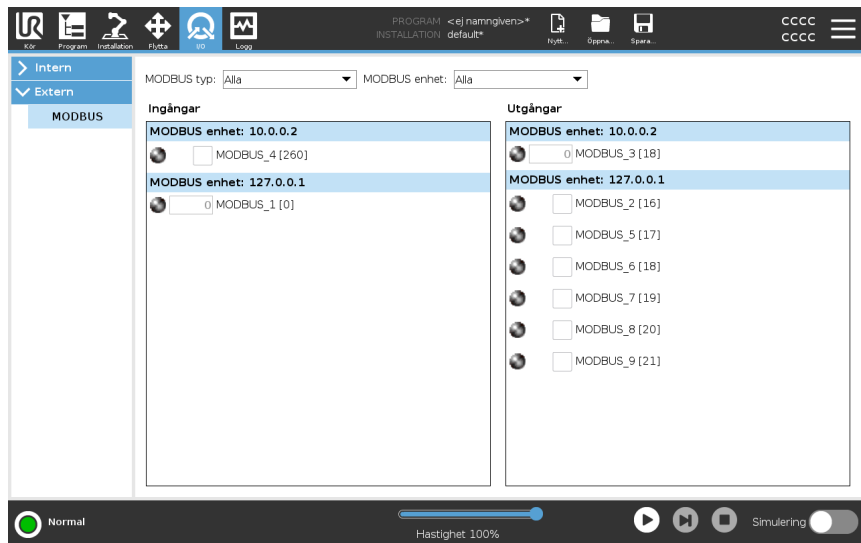 UR
PROGRAM <ej namngiven>*
INSTALLATION default*
CCCC
CCCC
Kör Program Installation Flytta I/O Logg Nytt... Öppna... Spara...
Intern
Extern
MODBUS
MODBUS typ: Alla MODBUS enhet: Alla
Ingångar
MODBUS enhet: 10.0.0.2
MODBUS_4 [260]
MODBUS enhet: 127.0.0.1
0 MODBUS_1 [0]
Utgångar
MODBUS enhet: 10.0.0.2
0 MODBUS_3 [18]
MODBUS enhet: 127.0.0.1
MODBUS_2 [16]
MODBUS_5 [17]
MODBUS_6 [18]
MODBUS_7 [19]
MODBUS_8 [20]
MODBUS_9 [21]
Normal
Hastighet 100%
Simulering